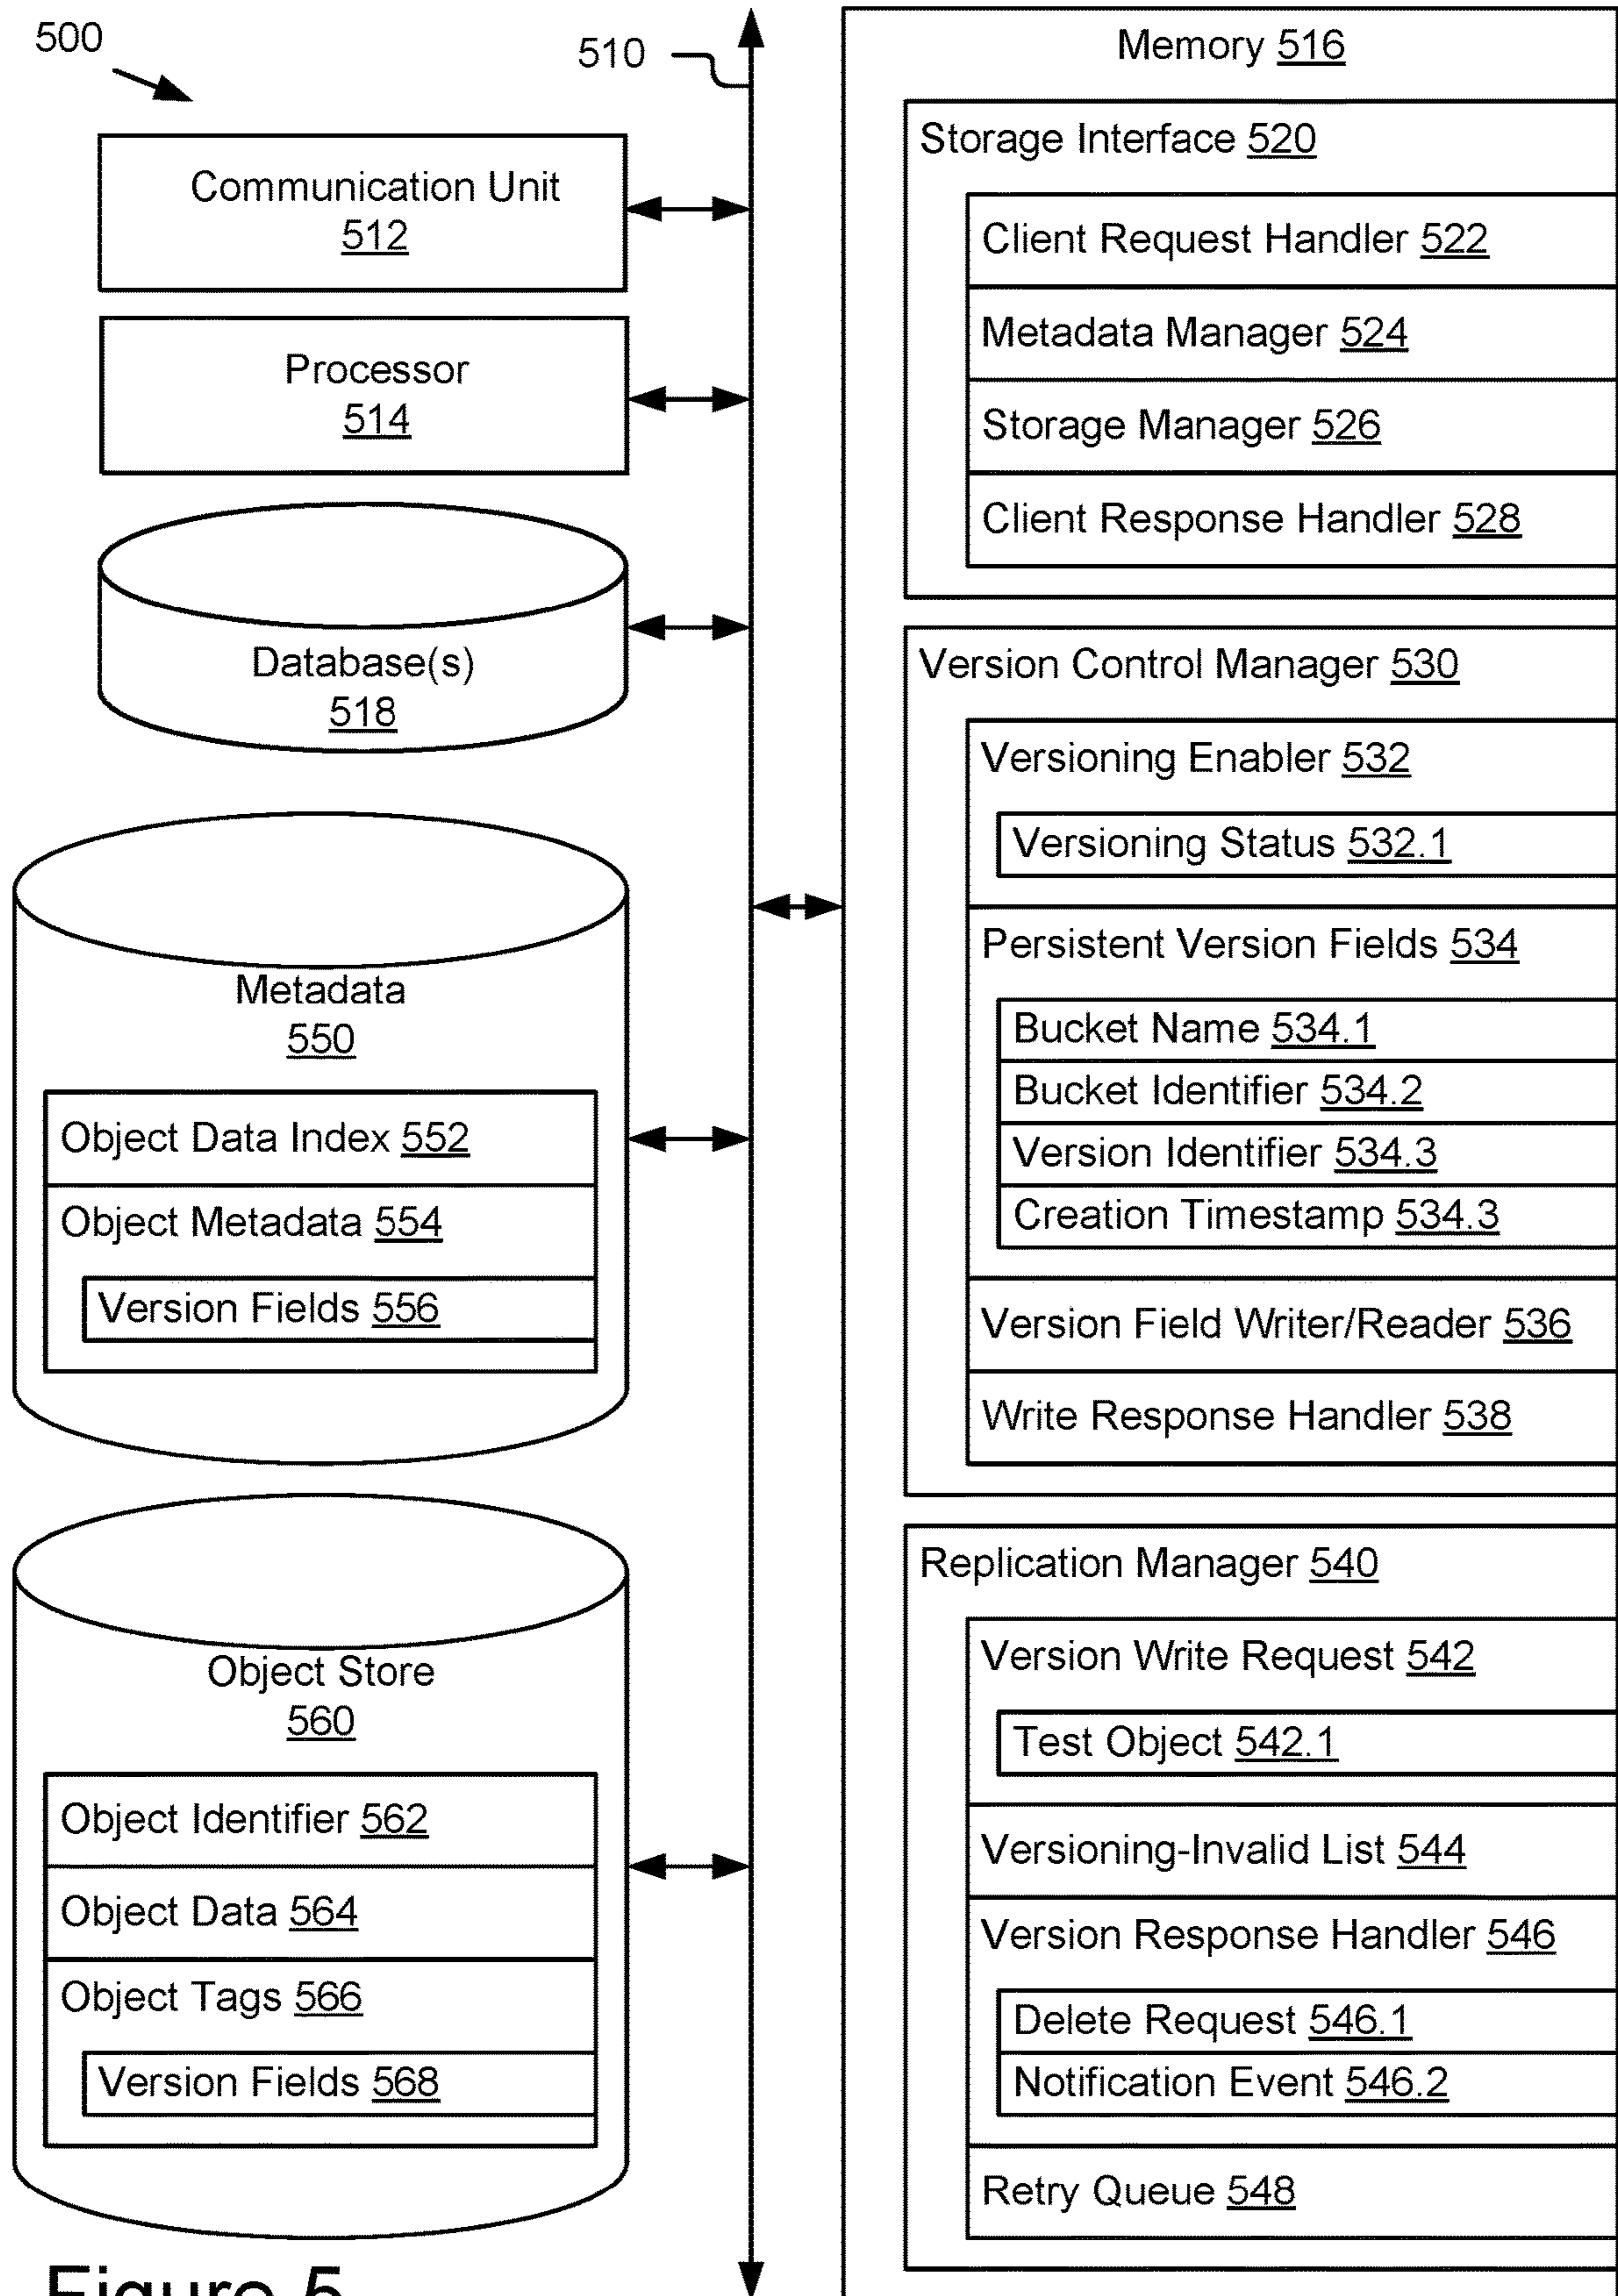 500
510
Communication Unit
512
Processor
514
Database(s)
518
Metadata
550
Object Data Index 552
Object Metadata 554
Version Fields 556
Object Store
560
Object Identifier 562
Object Data 564
Object Tags 566
Version Fields 568
Figure 5
Memory 516
Storage Interface 520
Client Request Handler 522
Metadata Manager 524
Storage Manager 526
Client Response Handler 528
Version Control Manager 530
Versioning Enabler 532
Versioning Status 532.1
Persistent Version Fields 534
Bucket Name 534.1
Bucket Identifier 534.2
Version Identifier 534.3
Creation Timestamp 534.3
Version Field Writer/Reader 536
Write Response Handler 538
Replication Manager 540
Version Write Request 542
Test Object 542.1
Versioning-Invalid List 544
Version Response Handler 546
Delete Request 546.1
Notification Event 546.2
Retry Queue 548